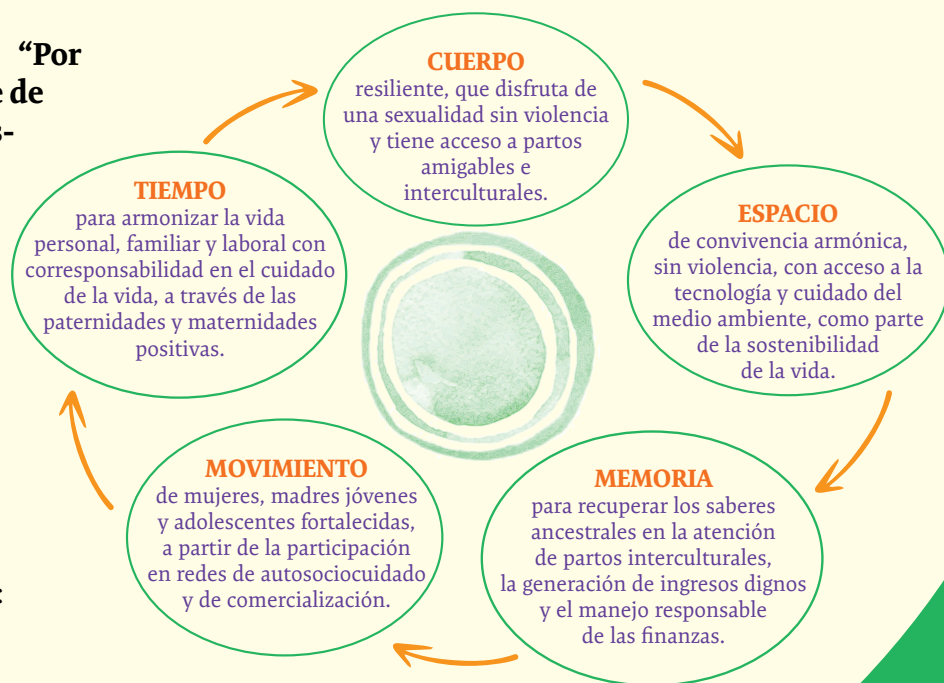 “Por
e de
s-
:
CUERPO
resiliente, que disfruta de
una sexualidad sin violencia
y tiene acceso a partos
amigables e
interculturales.
ESPACIO
de convivencia armónica,
sin violencia, con acceso a la
tecnología y cuidado del
medio ambiente, como parte
de la sostenibilidad
de la vida.
MEMORIA
para recuperar los saberes
ancestrales en la atención
de partos interculturales,
la generación de ingresos dignos
y el manejo responsable
de las finanzas.
MOVIMIENTO
de mujeres, madres jóvenes
y adolescentes fortalecidas,
a partir de la participación
en redes de autosociocuidado
y de comercialización.
TIEMPO
para armonizar la vida
personal, familiar y laboral con
corresponsabilidad en el cuidado
de la vida, a través de las
paternidades y maternidades
positivas.